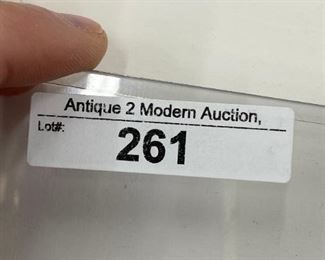 Antique 2 Modern Auction,
Lot#:
261